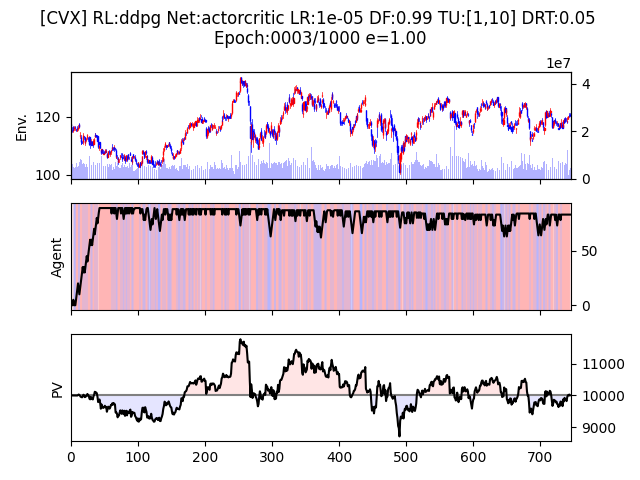 [CVX] RL:ddpg Net:actorcritic LR:1e-05 DF:0.99 TU:[1,10] DRT:0.05
Epoch:0003/1000 e=1.00
1e7
Env.
120
100
4
2
0
Agent
50
0
PV
11000
10000
9000
0 100 200 300 400 500 600 700